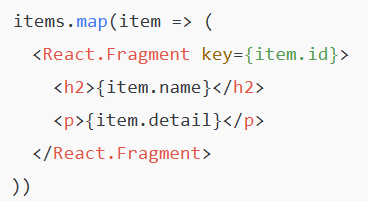 items.map(item => (
  <React.Fragment key={item.id}>
    <h2>{item.name}</h2>
    <p>{item.detail}</p>
  </React.Fragment>
))